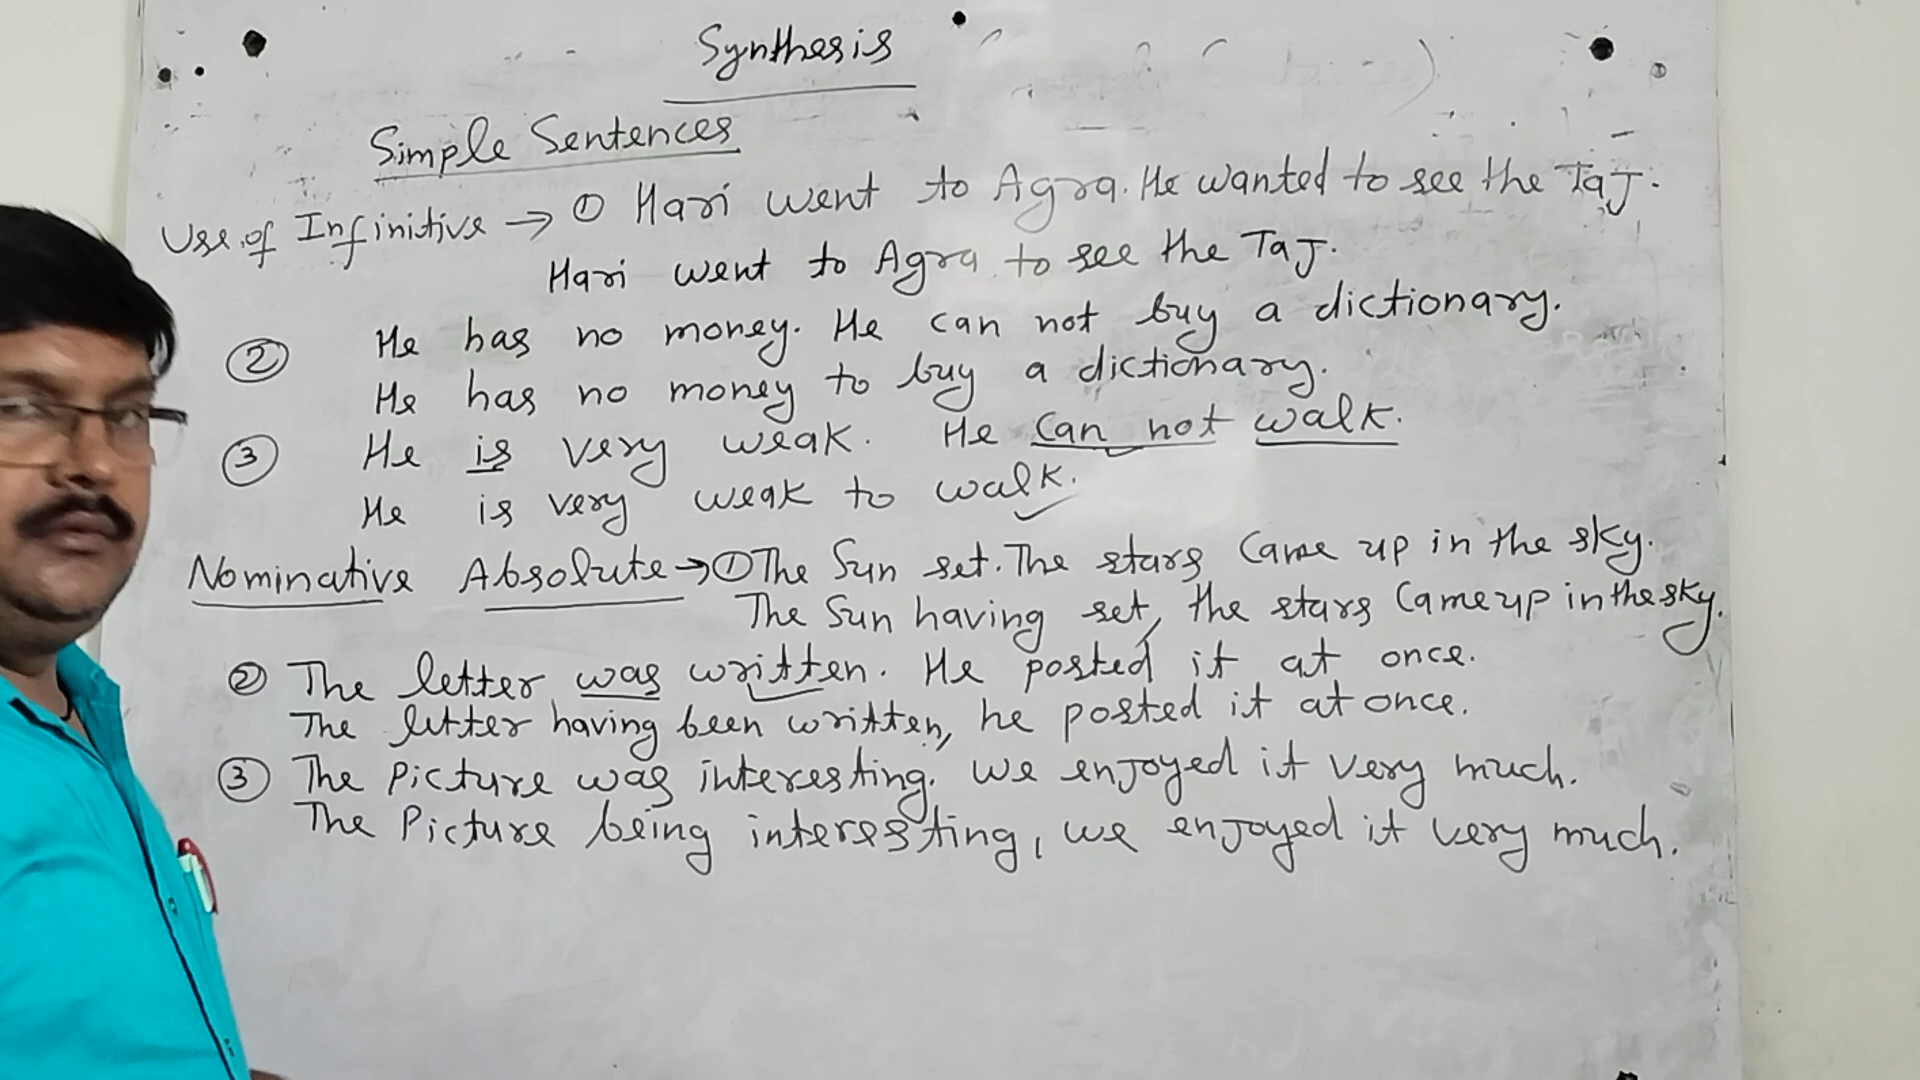 Synthesis
Simple Sentences
Use of Infinitive → ① Hari went to Agra. He wanted to see the Taj.
Hari went to Agra to see the Taj.
② He has no money. He can not buy a dictionary.
He has no money to buy a dictionary.
③ He is very weak. He can not walk.
He is very weak to walk.
Nominative Absolute → ① The Sun set. The stars came up in the sky.
The Sun having set, the stars came up in the sky.
② The letter was written. He posted it at once.
The letter having been written, he posted it at once.
③ The Picture was interesting. We enjoyed it very much.
The Picture being interesting, we enjoyed it very much.